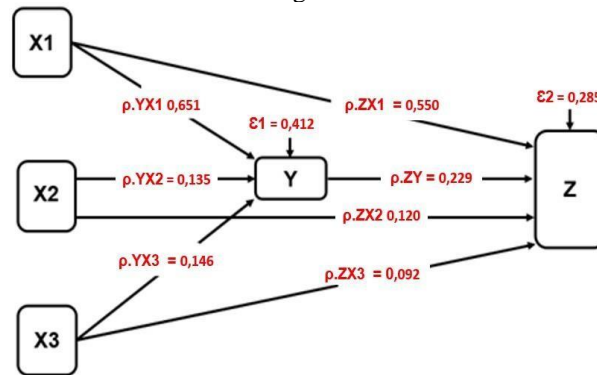 X1
ρ.YX1 0,651
ρ.ZX1 = 0,550
ε2 = 0,285
ε1 = 0,412
X2
ρ.YX2 = 0,135
Y
ρ.ZY = 0,229
Z
ρ.ZX2 0,120
ρ.YX3 = 0,146
ρ.ZX3 = 0,092
X3